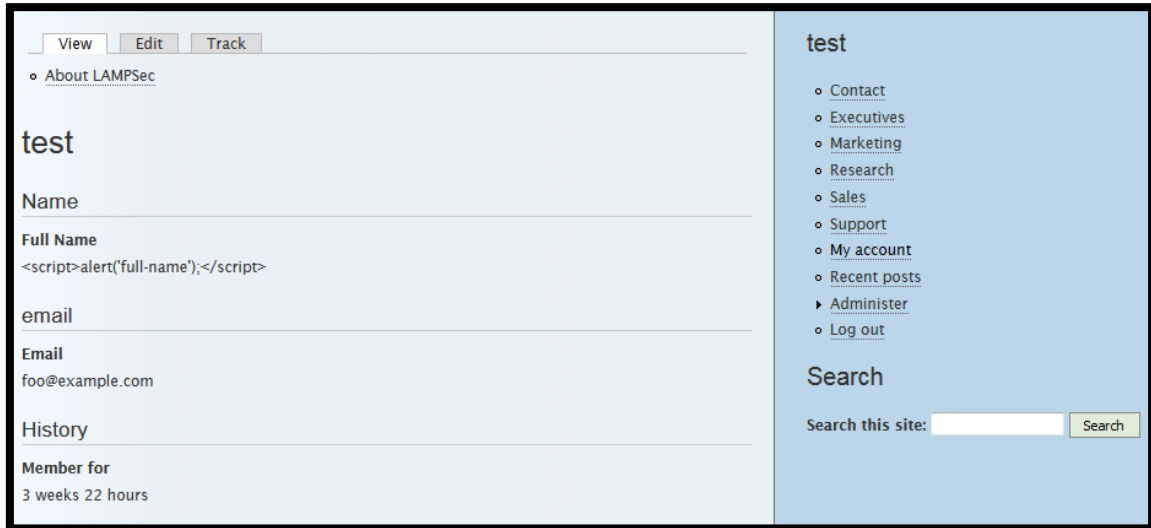 View Edit Track
About LAMPSec
test
Name
Full Name
<script>alert('full-name');</script>
email
Email
foo@example.com
History
Member for
3 weeks 22 hours
test
Contact
Executives
Marketing
Research
Sales
Support
My account
Recent posts
Administer
Log out
Search
Search this site: Search